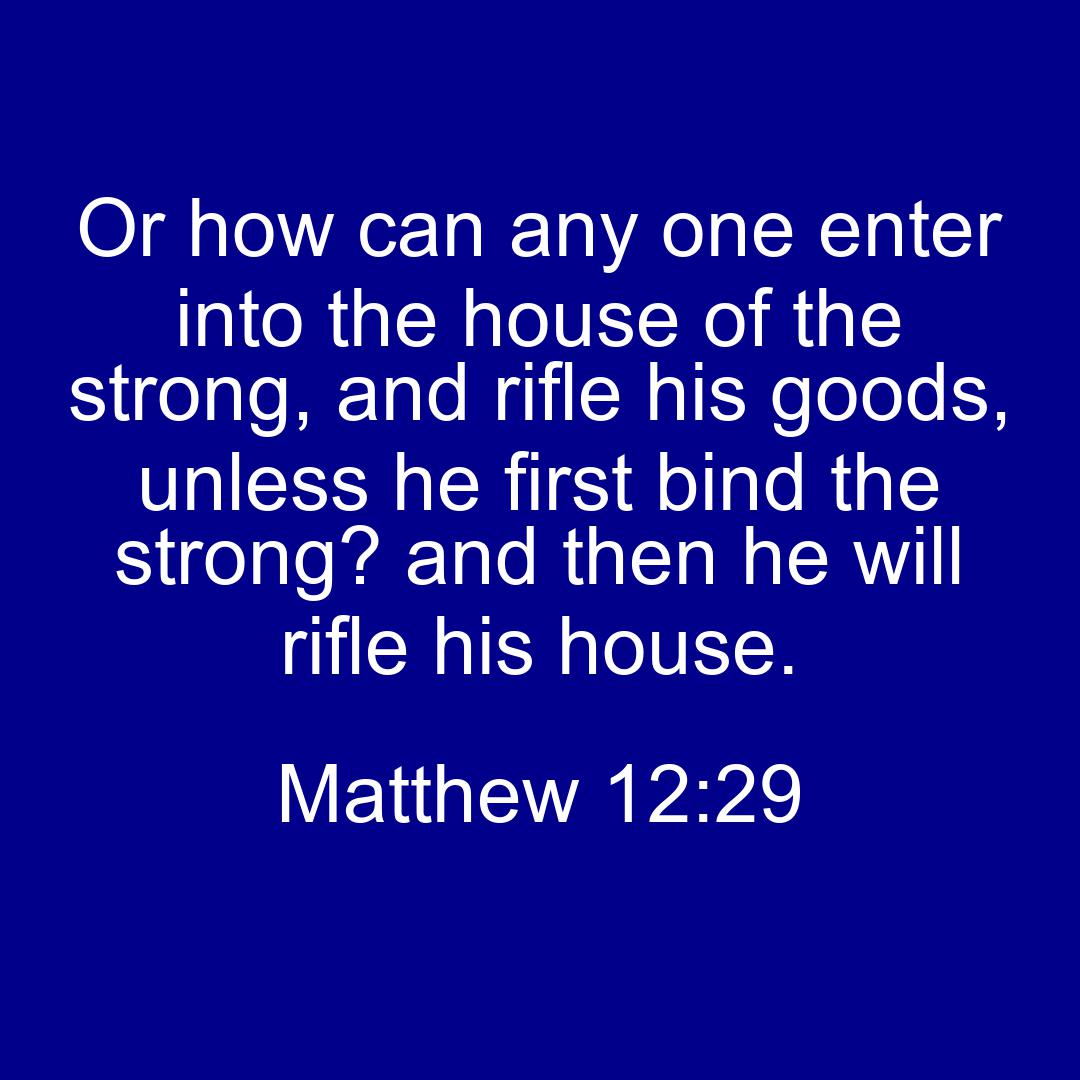 Or how can any one enter
into the house of the
strong, and rifle his goods,
unless he first bind the
strong? and then he will
rifle his house.
Matthew 12:29